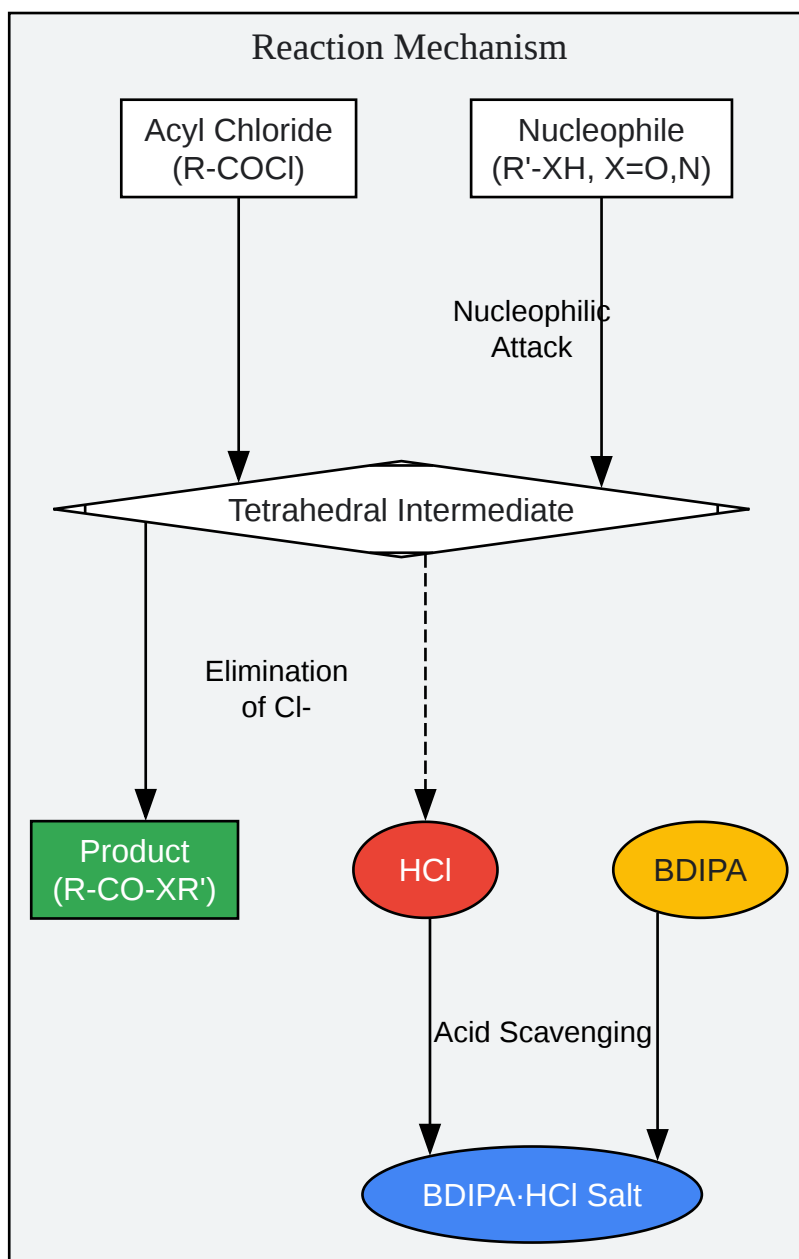 Reaction Mechanism
Acyl Chloride
(R-COCl)
Nucleophile
(R'-XH, X=O,N)
Nucleophilic
Attack
Tetrahedral Intermediate
Elimination
of Cl-
Product
(R-CO-XR')
HCl
BDIPA
Acid Scavenging
BDIPA·HCl Salt